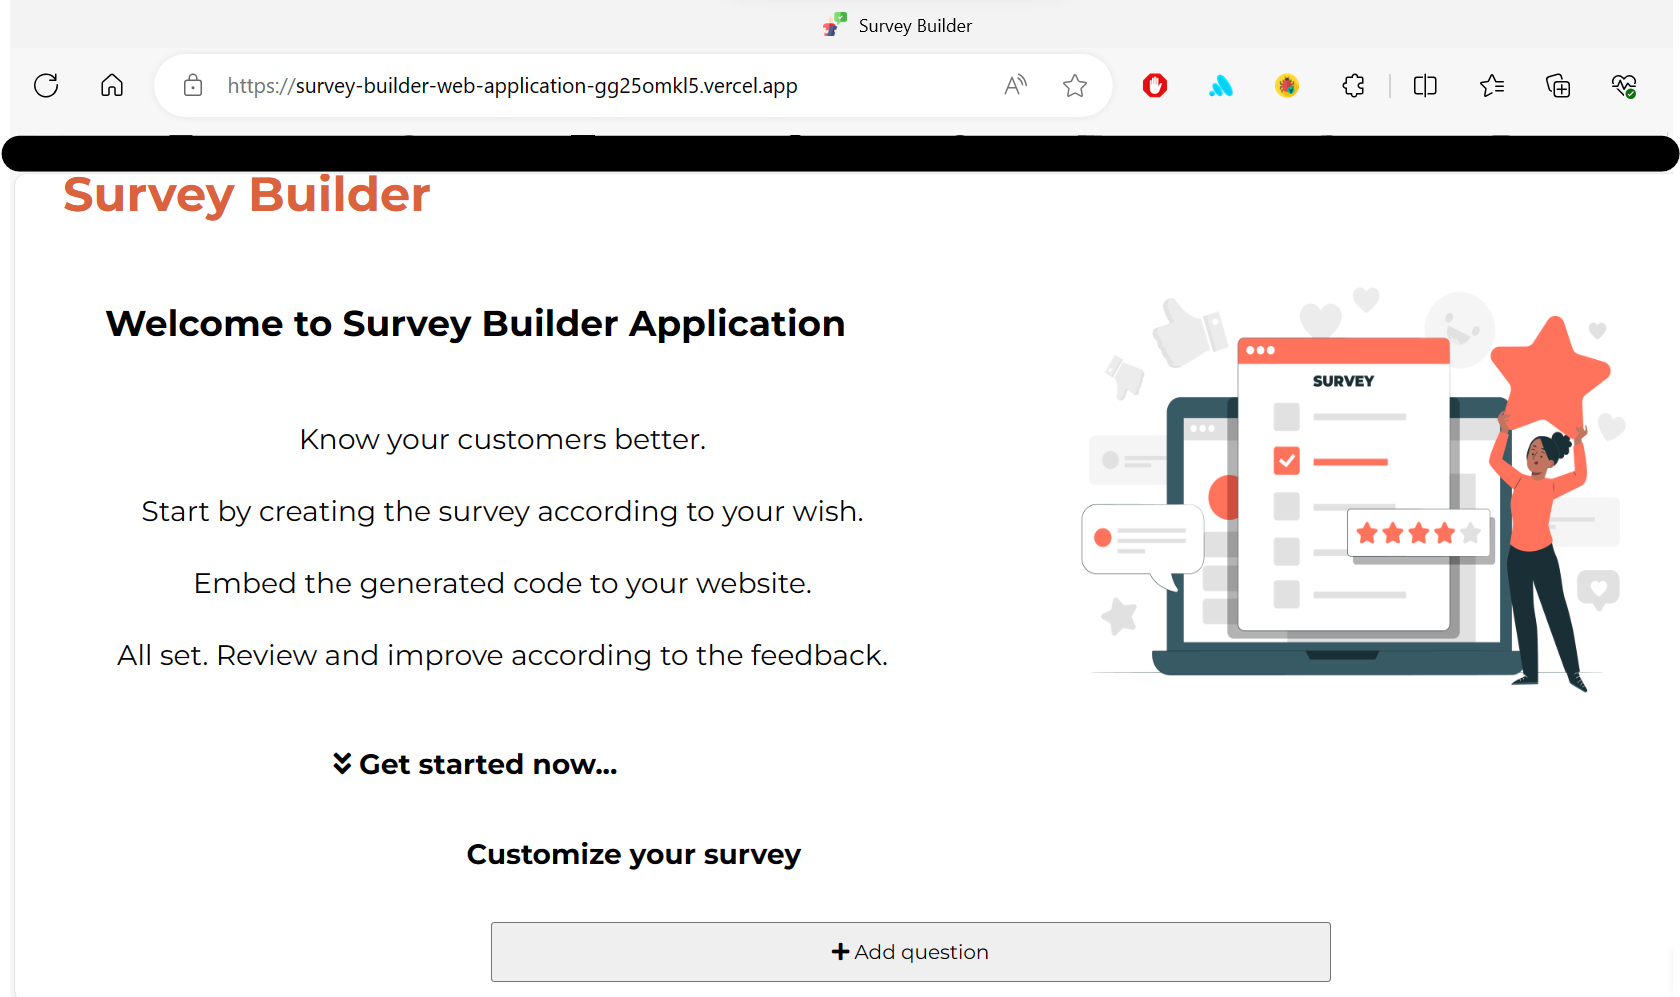 Survey Builder
https://survey-builder-web-application-gg25omkl5.vercel.app
Survey Builder
Welcome to Survey Builder Application
Know your customers better.
Start by creating the survey according to your wish.
Embed the generated code to your website.
All set. Review and improve according to the feedback.
SURVEY
Get started now...
Customize your survey
Add question